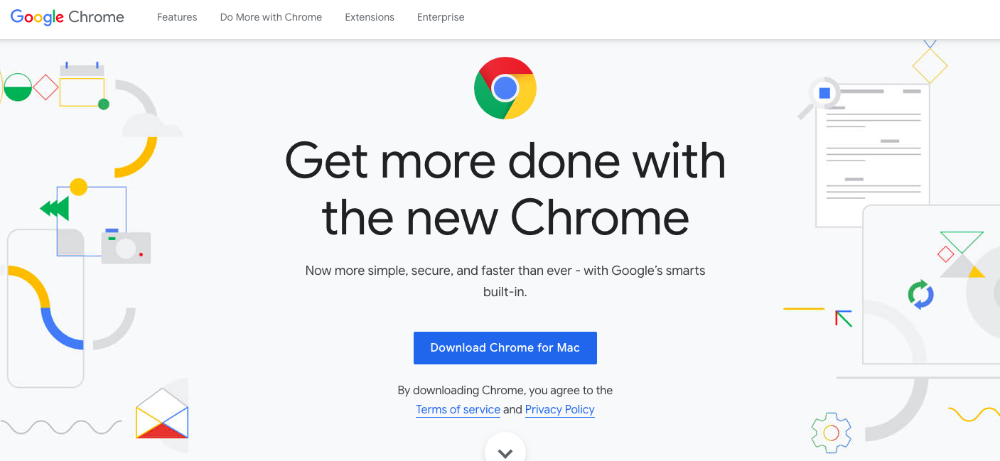 Google Chrome Features Do More with Chrome Extensions Enterprise
Get more done with
the new Chrome
Now more simple, secure, and faster than ever - with Google’s smarts
built-in.
Download Chrome for Mac
By downloading Chrome, you agree to the
Terms of service and Privacy Policy